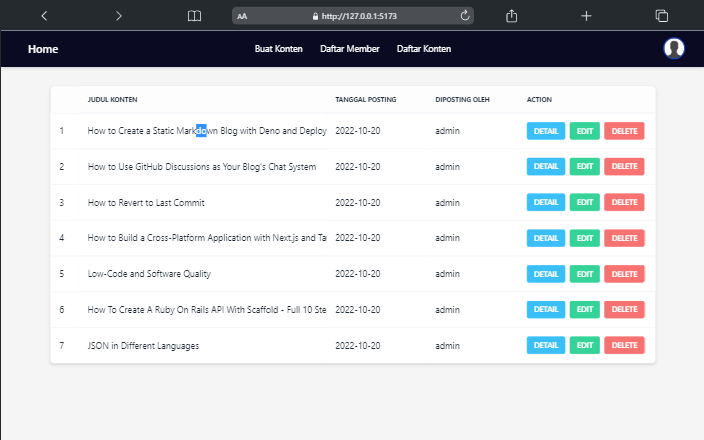 AA http://127.0.0.1:5173
Home Buat Konten Daftar Member Daftar Konten
JUDUL KONTEN TANGGAL POSTING DIPOSTING OLEH ACTION
1 How to Create a Static Markdown Blog with Deno and Deploy 2022-10-20 admin DETAIL EDIT DELETE
2 How to Use GitHub Discussions as Your Blog's Chat System 2022-10-20 admin DETAIL EDIT DELETE
3 How to Revert to Last Commit 2022-10-20 admin DETAIL EDIT DELETE
4 How to Build a Cross-Platform Application with Next.js and Ta 2022-10-20 admin DETAIL EDIT DELETE
5 Low-Code and Software Quality 2022-10-20 admin DETAIL EDIT DELETE
6 How To Create A Ruby On Rails API With Scaffold - Full 10 Ste 2022-10-20 admin DETAIL EDIT DELETE
7 JSON in Different Languages 2022-10-20 admin DETAIL EDIT DELETE